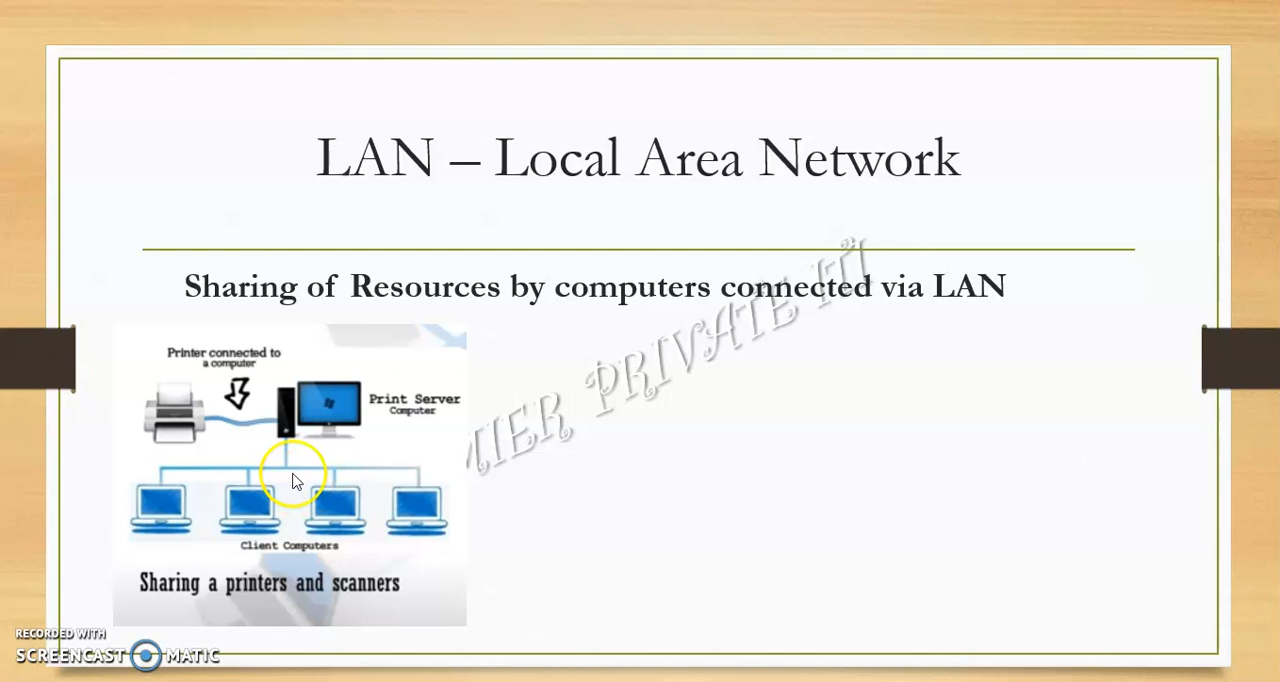 LAN – Local Area Network
Sharing of Resources by computers connected via LAN
Printer connected to
a computer
Print Server
Computer
Client Computers
Sharing a printers and scanners
PRIVATE
RECORDED WITH
SCREENCAST MATIC